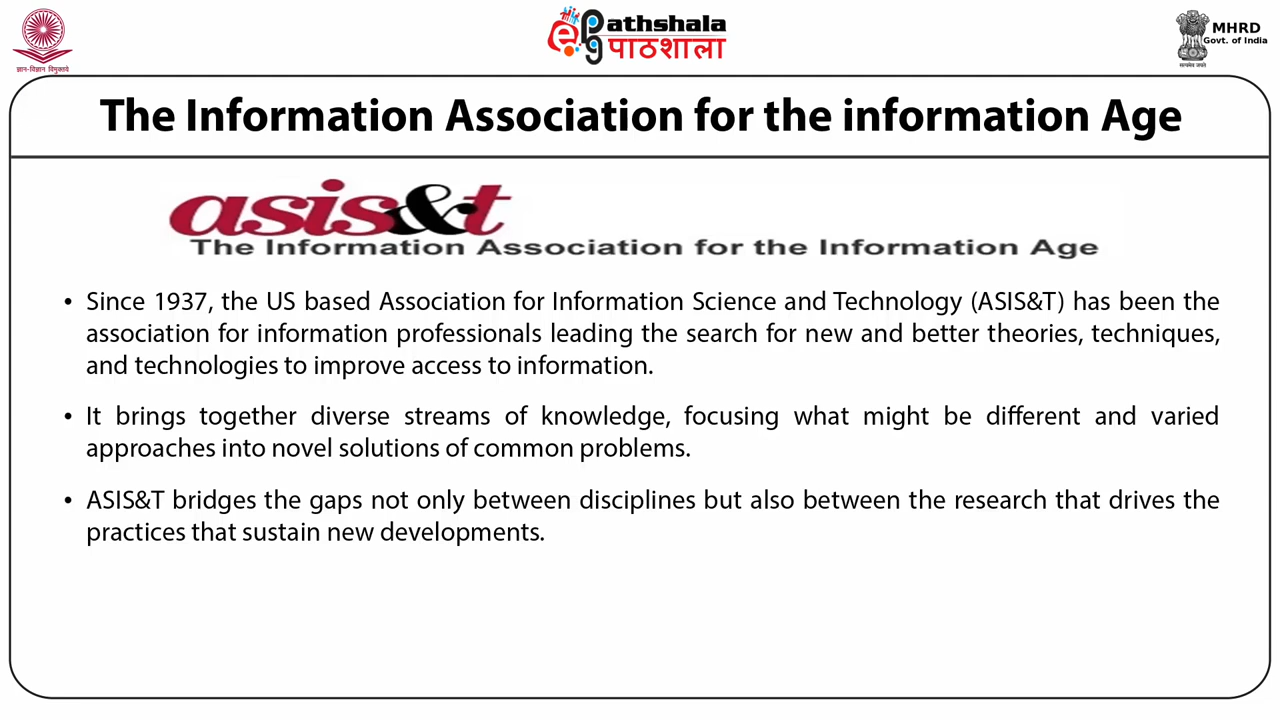 ज्ञान-विज्ञान विमुक्तये
ePathshala
पाठशाला
MHRD
Govt. of India
सत्यमेव जयते
The Information Association for the information Age
asis&t
The Information Association for the Information Age
• Since 1937, the US based Association for Information Science and Technology (ASIS&T) has been the
association for information professionals leading the search for new and better theories, techniques,
and technologies to improve access to information.
• It brings together diverse streams of knowledge, focusing what might be different and varied
approaches into novel solutions of common problems.
• ASIS&T bridges the gaps not only between disciplines but also between the research that drives the
practices that sustain new developments.